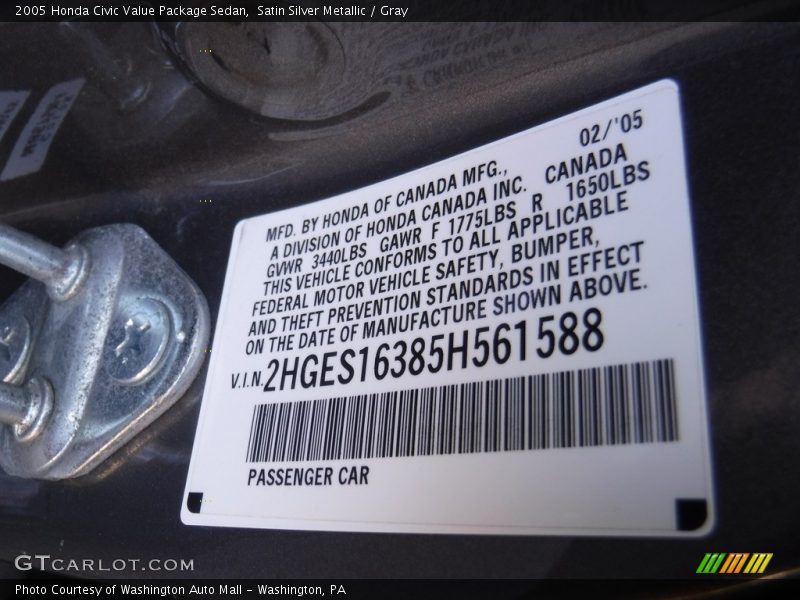 2005 Honda Civic Value Package Sedan,  Satin Silver Metallic / Gray
02/'05
MFD. BY HONDA OF CANADA MFG.,
A DIVISION OF HONDA CANADA INC.  CANADA
GVWR 3440LBS  GAWR F 1775LBS  R  1650LBS
THIS VEHICLE CONFORMS TO ALL APPLICABLE
FEDERAL MOTOR VEHICLE SAFETY, BUMPER,
AND THEFT PREVENTION STANDARDS IN EFFECT
ON THE DATE OF MANUFACTURE SHOWN ABOVE.
V.I.N. 2HGES16385H561588
PASSENGER CAR
GTCARLOT.COM
Photo Courtesy of Washington Auto Mall - Washington, PA